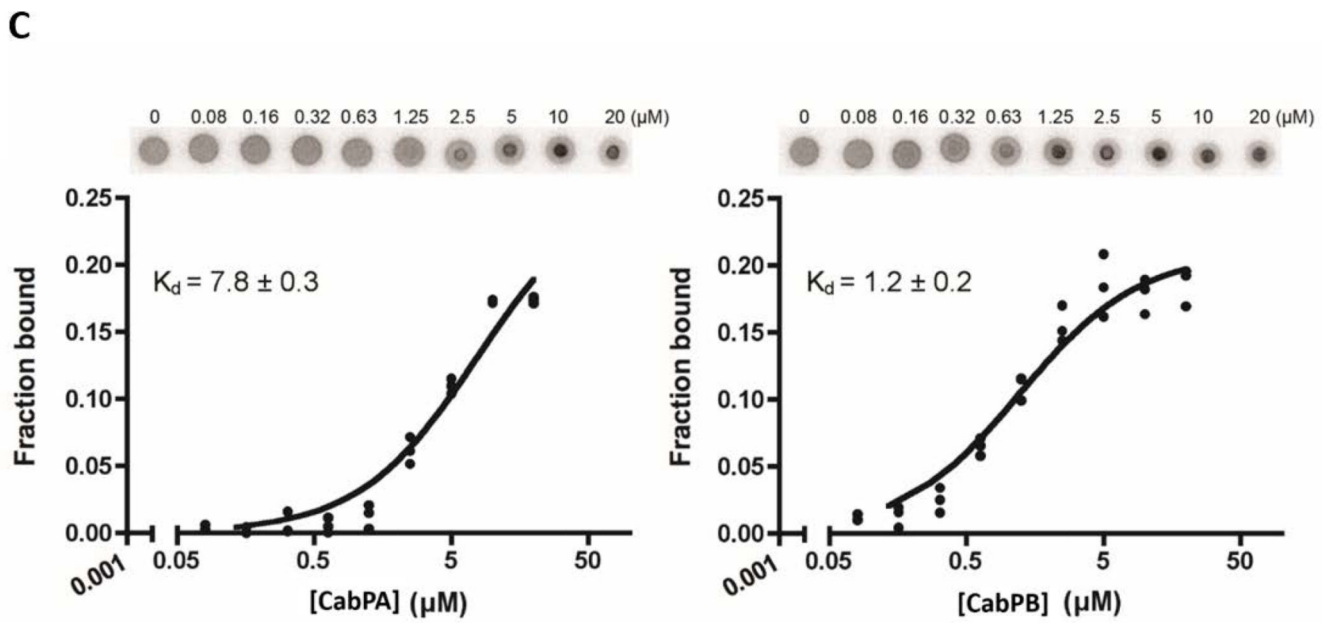 C
0 0.08 0.16 0.32 0.63 1.25 2.5 5 10 20 (μM)
0.25
0.20
0.15
0.10
0.05
0.00
Fraction bound
Kd = 7.8 ± 0.3
0.001 0.05 0.5 5 50
[CabPA] (μM)
0 0.08 0.16 0.32 0.63 1.25 2.5 5 10 20 (μM)
0.25
0.20
0.15
0.10
0.05
0.00
Fraction bound
Kd = 1.2 ± 0.2
0.001 0.05 0.5 5 50
[CabPB] (μM)